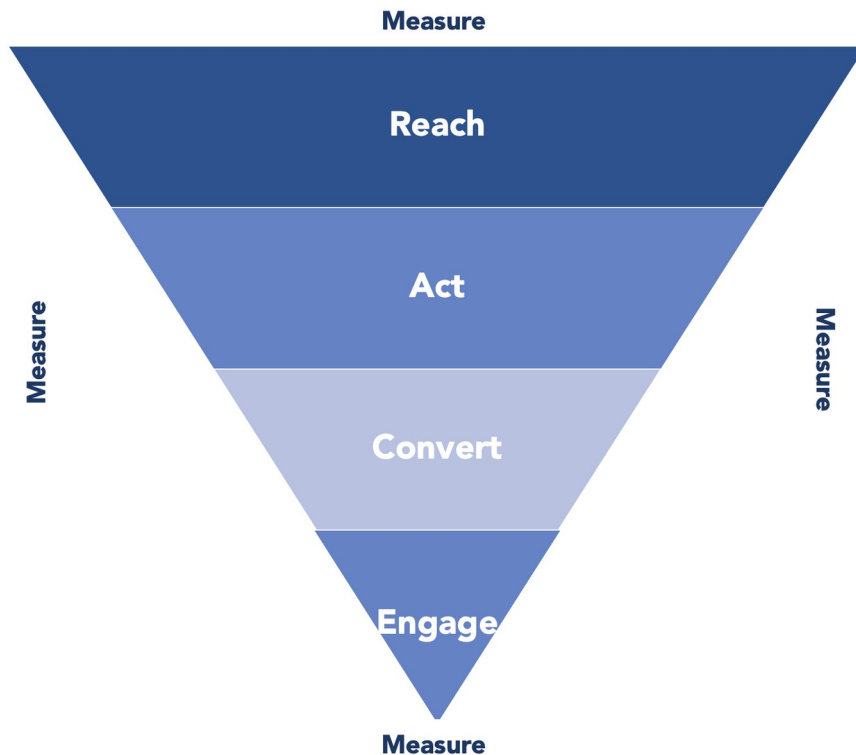 Measure
Reach
Act
Measure
Measure
Convert
Engage
Measure